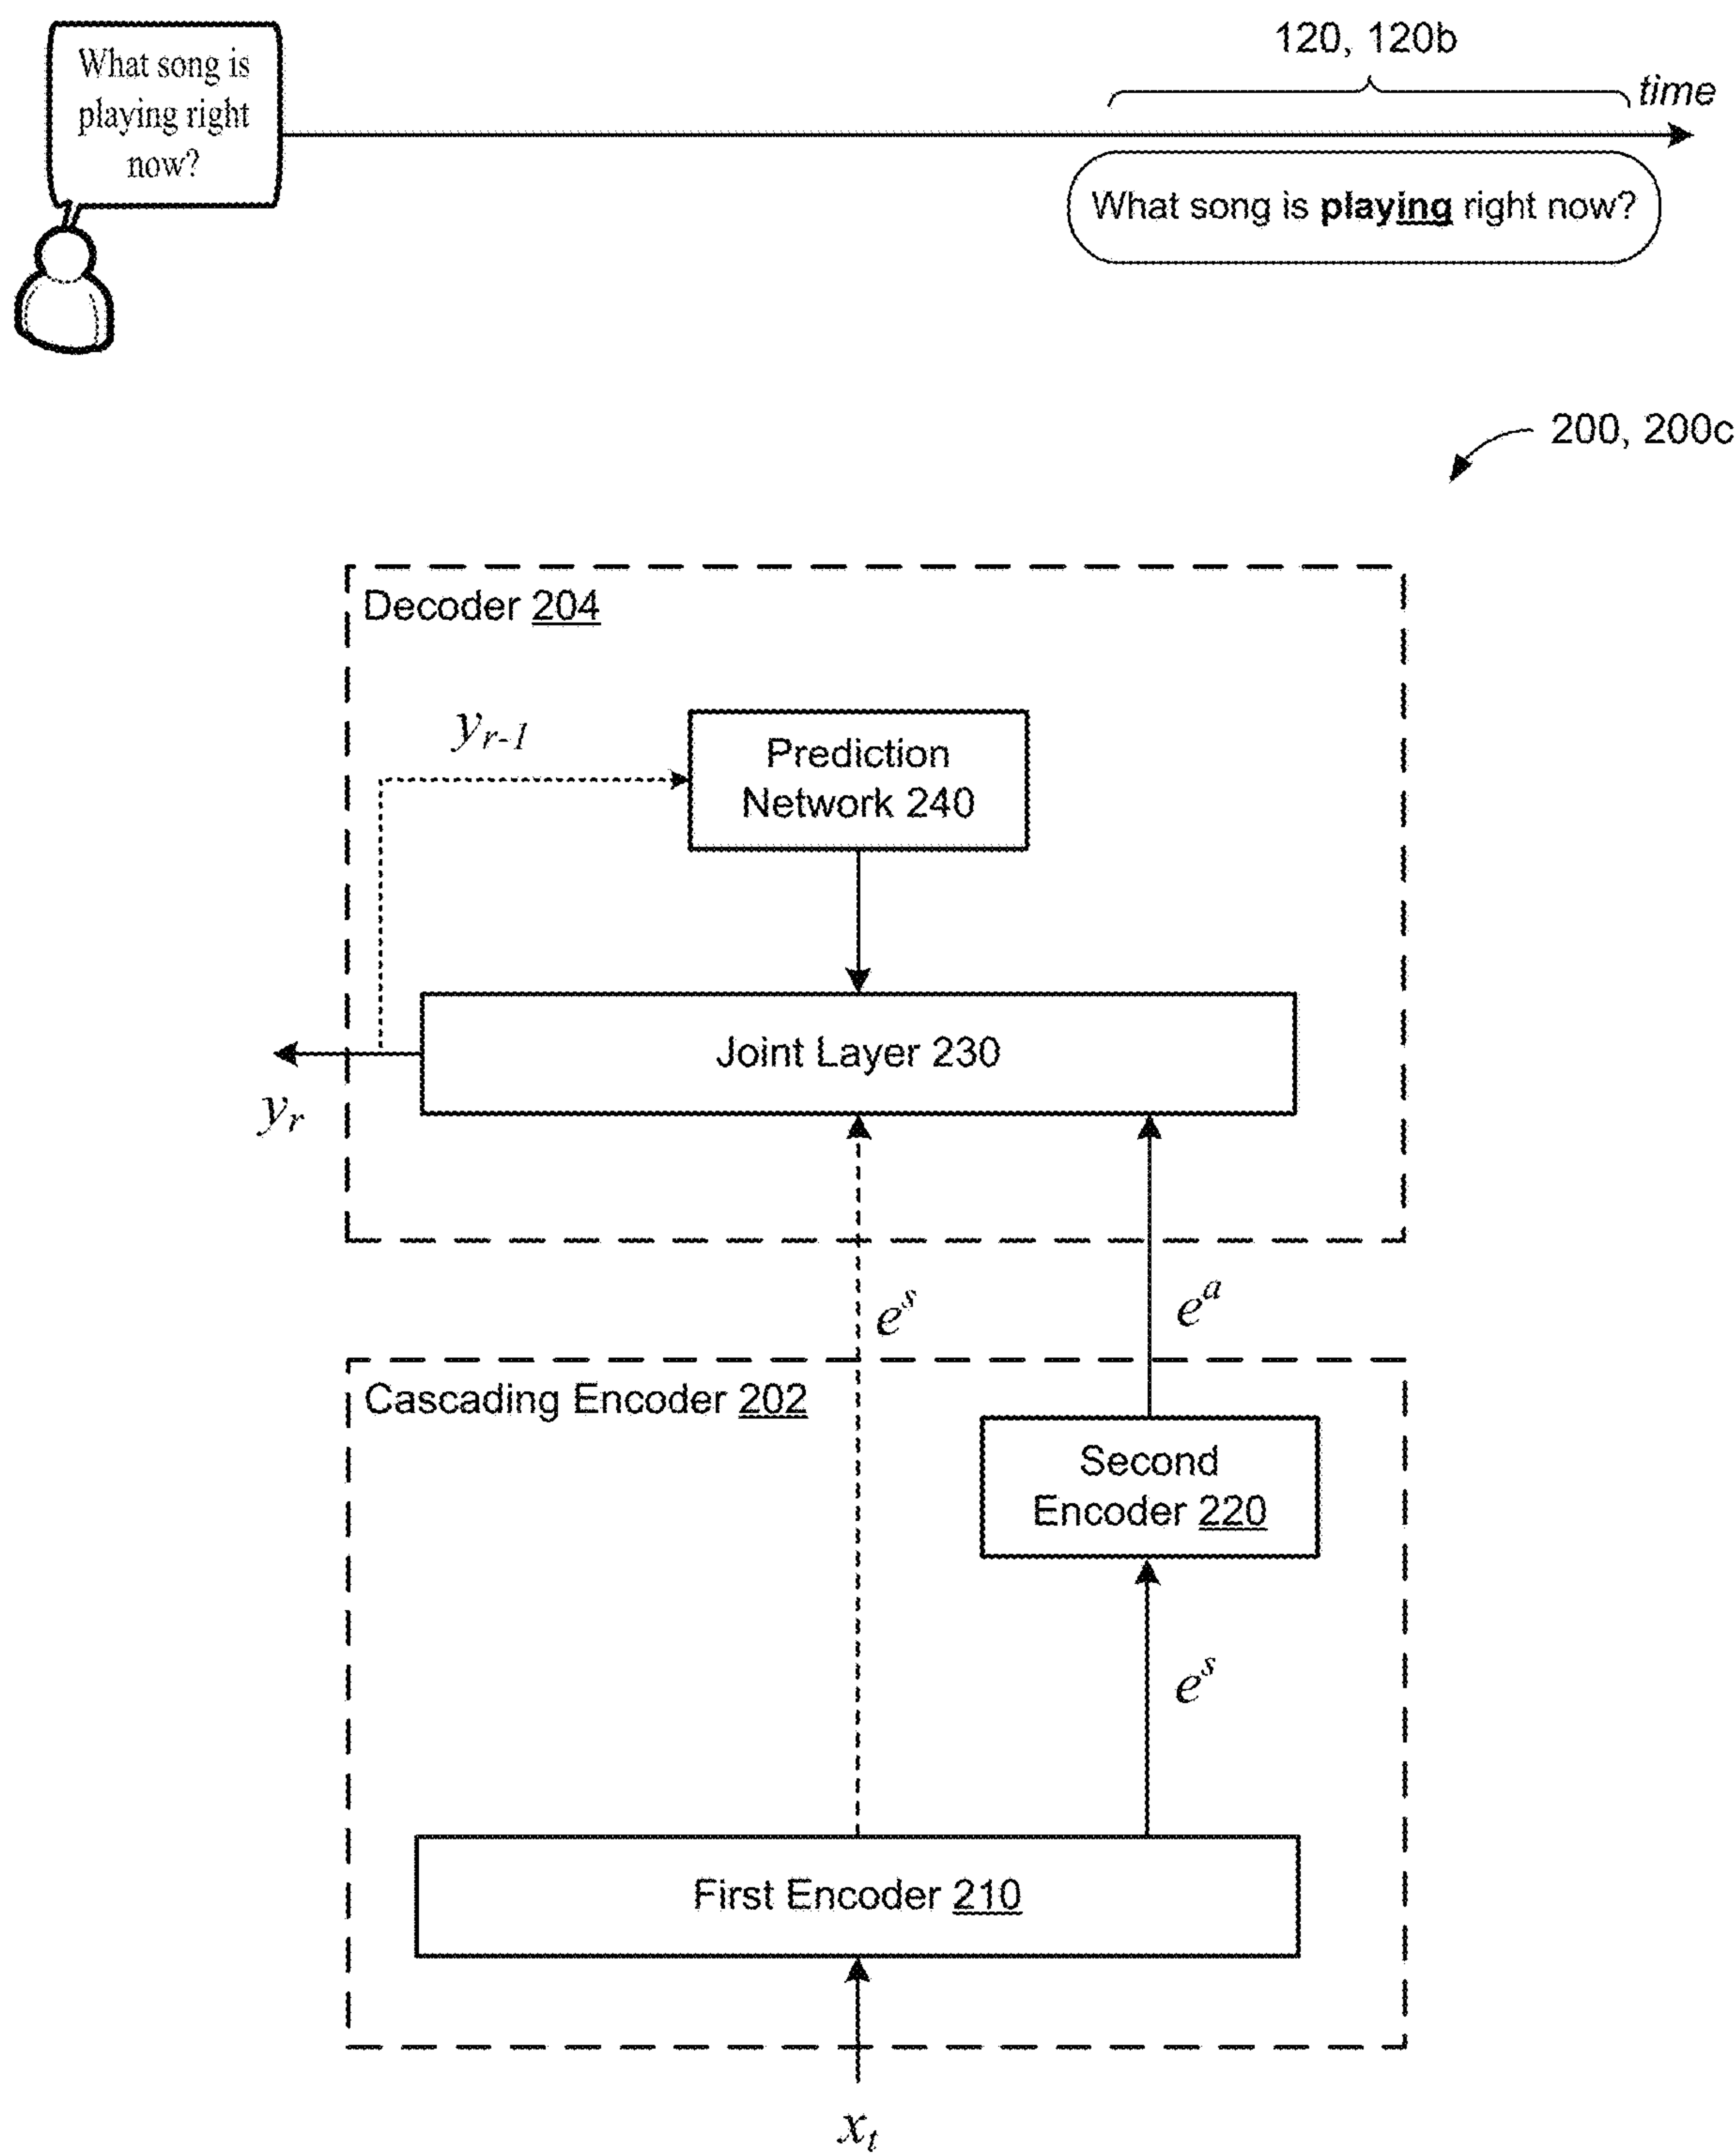 What song is
playing right
now?
120, 120b
time
What song is playing right now?
200, 200c
Decoder 204
yr-1
Prediction
Network 240
Joint Layer 230
yr
es
ea
Cascading Encoder 202
Second
Encoder 220
es
First Encoder 210
xt